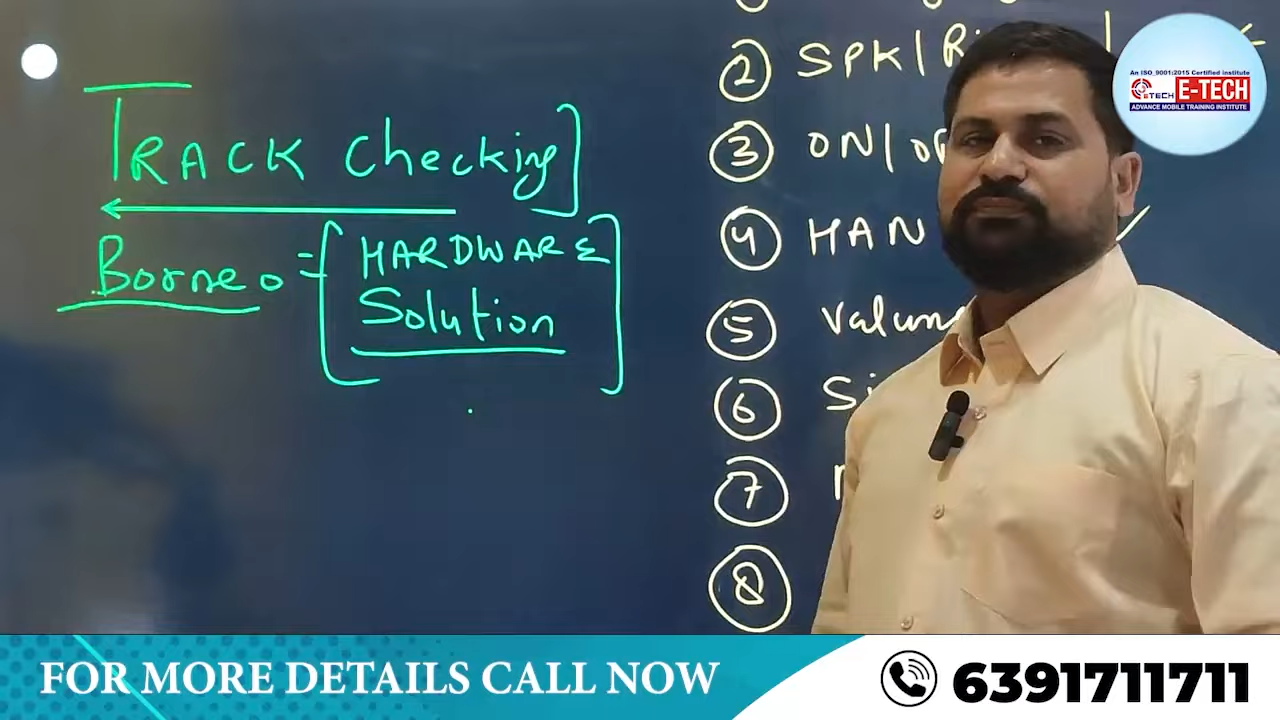 TRACK Checking
Borneo = HARDWARE
Solution
2 SPK/
3 ON/
4 HAN
5
6
7
8
An ISO 9001:2015 Certified Institute
ETECH E-TECH
ADVANCE MOBILE TRAINING INSTITUTE
FOR MORE DETAILS CALL NOW
6391711711